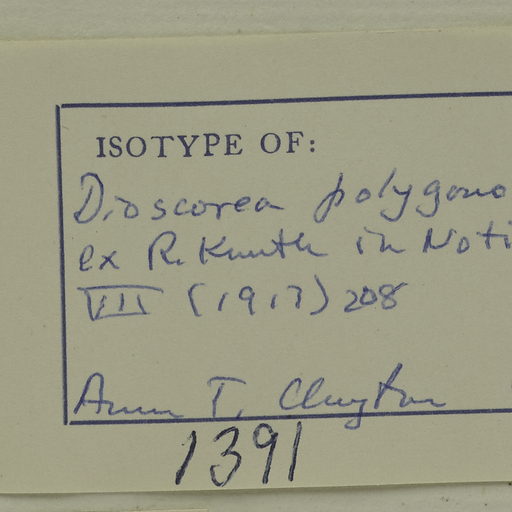 ISOTYPE OF:
Dioscorea polygono
ex R. Knuth in Noti
VII (1917) 208
Ann T. Clayton
1391